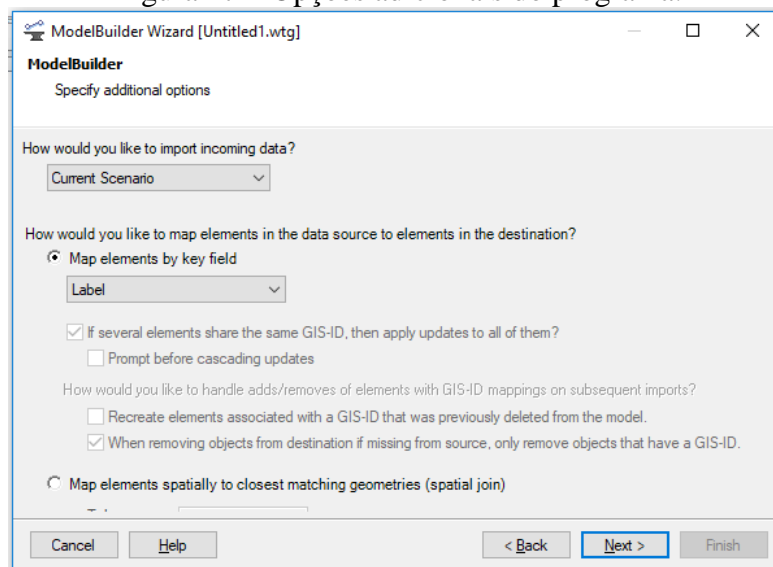 ModelBuilder Wizard [Untitled1.wtg]
ModelBuilder
Specify additional options
How would you like to import incoming data?
Current Scenario
How would you like to map elements in the data source to elements in the destination?
Map elements by key field
Label
If several elements share the same GIS-ID, then apply updates to all of them?
Prompt before cascading updates
How would you like to handle adds/removes of elements with GIS-ID mappings on subsequent imports?
Recreate elements associated with a GIS-ID that was previously deleted from the model.
When removing objects from destination if missing from source, only remove objects that have a GIS-ID.
Map elements spatially to closest matching geometries (spatial join)
Cancel Help < Back Next > Finish